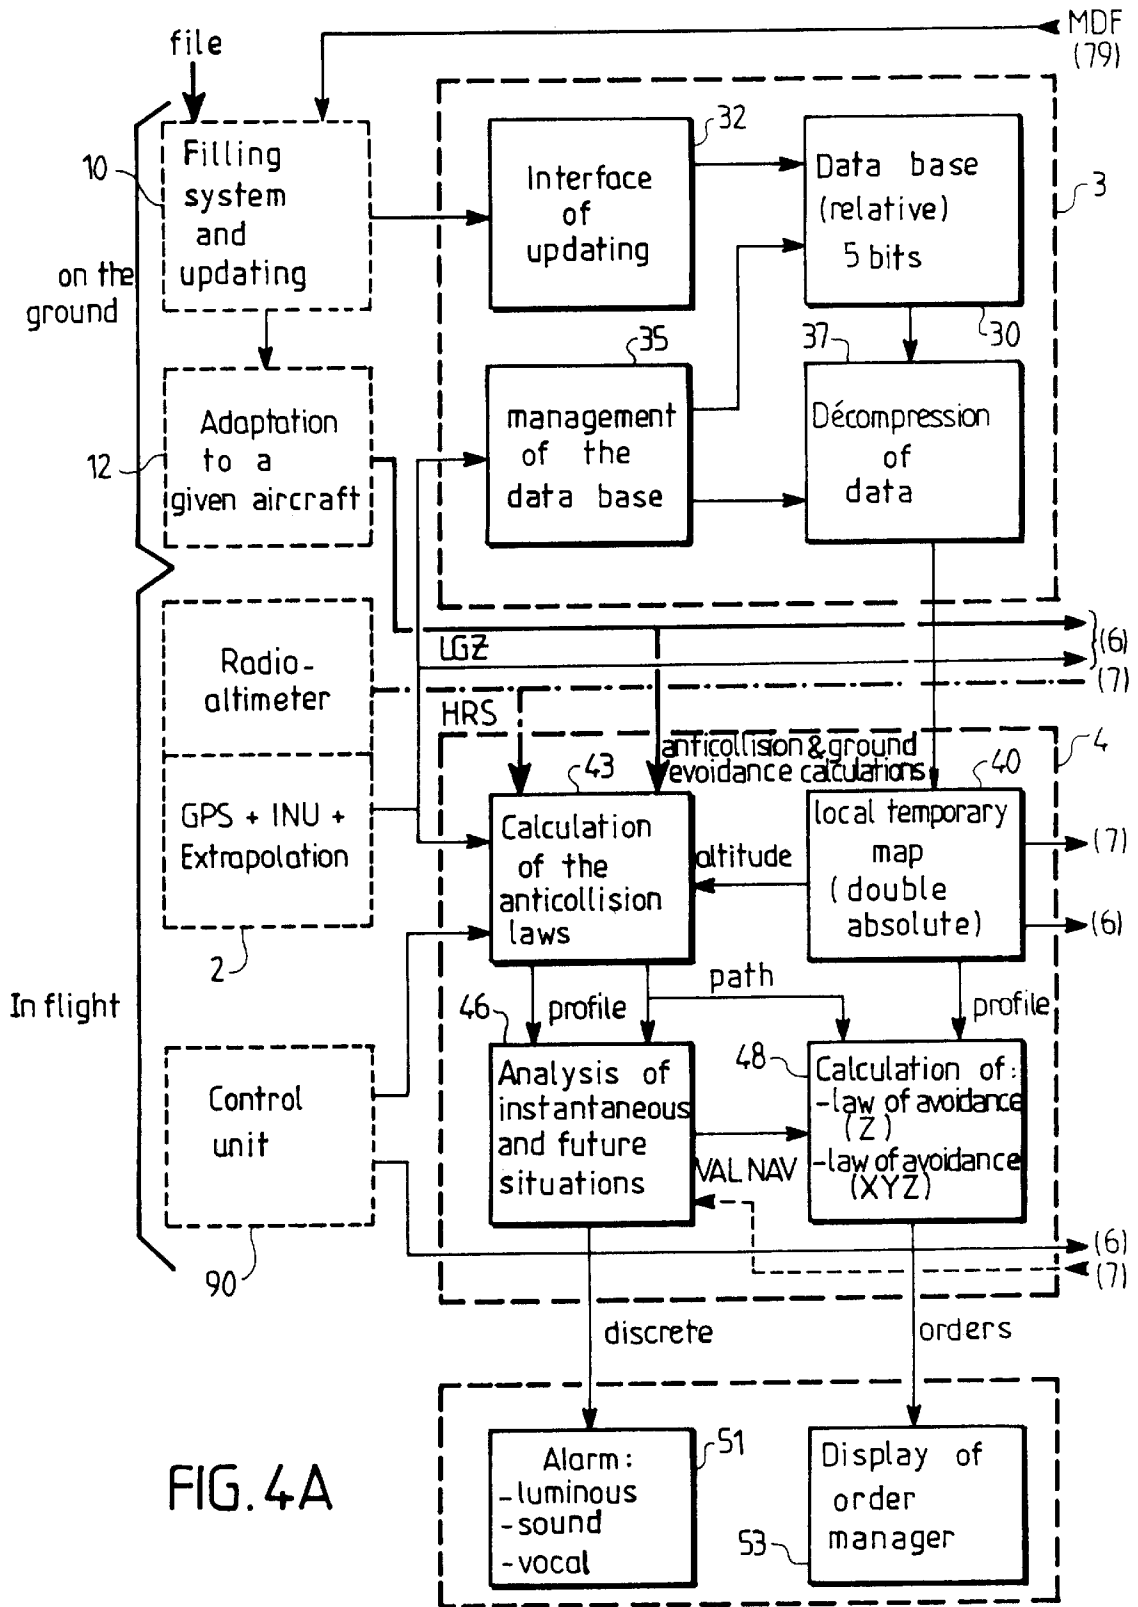 file
MDF
(79)
10
Filling
system
and
updating
32
Interface
of
updating
Data base
(relative)
5 bits
3
on the
ground
30
35
37
12
Adaptation
to a
given aircraft
management
of the
data base
Décompression
of
data
Radio-
altimeter
LGZ
(6)
(7)
HRS
anticollision & ground
evoidance calculations
4
43
40
GPS + INU +
Extrapolation
2
Calculation
of the
anticollision
laws
altitude
local temporary
map
(double
absolute)
(7)
(6)
In flight
path
46
profile
profile
48
Control
unit
90
Analysis of
instantaneous
and future
situations
VAL NAV
Calculation of:
-law of avoidance
(Z)
-law of avoidance
(XYZ)
(6)
(7)
discrete
orders
FIG. 4A
51
Alarm:
-luminous
-sound
-vocal
53
Display of
order
manager